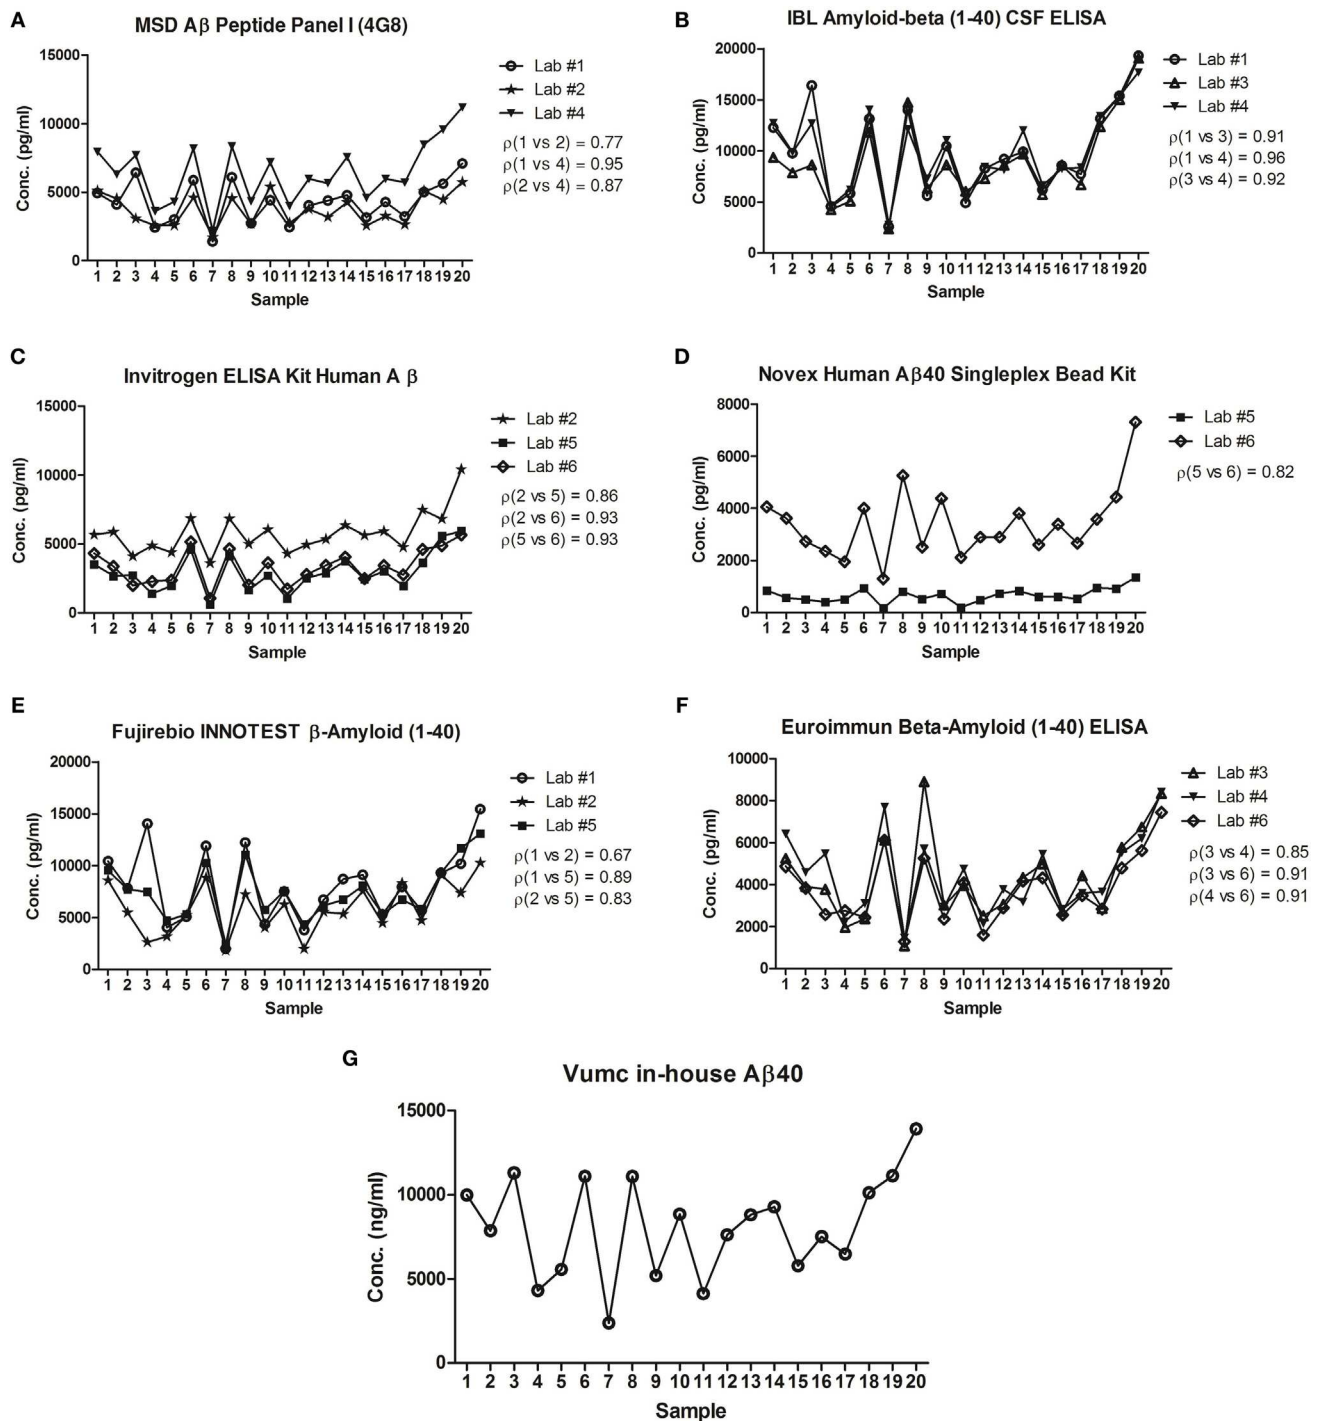 A
MSD Aβ Peptide Panel I (4G8)
Conc. (pg/ml)
15000
10000
5000
0
1 2 3 4 5 6 7 8 9 10 11 12 13 14 15 16 17 18 19 20
Sample
Lab #1
Lab #2
Lab #4
ρ(1 vs 2) = 0.77
ρ(1 vs 4) = 0.95
ρ(2 vs 4) = 0.87
B
IBL Amyloid-beta (1-40) CSF ELISA
Conc. (pg/ml)
20000
15000
10000
5000
0
1 2 3 4 5 6 7 8 9 10 11 12 13 14 15 16 17 18 19 20
Sample
Lab #1
Lab #3
Lab #4
ρ(1 vs 3) = 0.91
ρ(1 vs 4) = 0.96
ρ(3 vs 4) = 0.92
C
Invitrogen ELISA Kit Human A β
Conc. (pg/ml)
15000
10000
5000
0
1 2 3 4 5 6 7 8 9 10 11 12 13 14 15 16 17 18 19 20
Sample
Lab #2
Lab #5
Lab #6
ρ(2 vs 5) = 0.86
ρ(2 vs 6) = 0.93
ρ(5 vs 6) = 0.93
D
Novex Human Aβ40 Singleplex Bead Kit
Conc. (pg/ml)
8000
6000
4000
2000
0
1 2 3 4 5 6 7 8 9 10 11 12 13 14 15 16 17 18 19 20
Sample
Lab #5
Lab #6
ρ(5 vs 6) = 0.82
E
Fujirebio INNOTEST β-Amyloid (1-40)
Conc. (pg/ml)
20000
15000
10000
5000
0
1 2 3 4 5 6 7 8 9 10 11 12 13 14 15 16 17 18 19 20
Sample
Lab #1
Lab #2
Lab #5
ρ(1 vs 2) = 0.67
ρ(1 vs 5) = 0.89
ρ(2 vs 5) = 0.83
F
Euroimmun Beta-Amyloid (1-40) ELISA
Conc. (pg/ml)
10000
8000
6000
4000
2000
0
1 2 3 4 5 6 7 8 9 10 11 12 13 14 15 16 17 18 19 20
Sample
Lab #3
Lab #4
Lab #6
ρ(3 vs 4) = 0.85
ρ(3 vs 6) = 0.91
ρ(4 vs 6) = 0.91
G
Vumc in-house Aβ40
Conc. (ng/ml)
15000
10000
5000
0
1 2 3 4 5 6 7 8 9 10 11 12 13 14 15 16 17 18 19 20
Sample